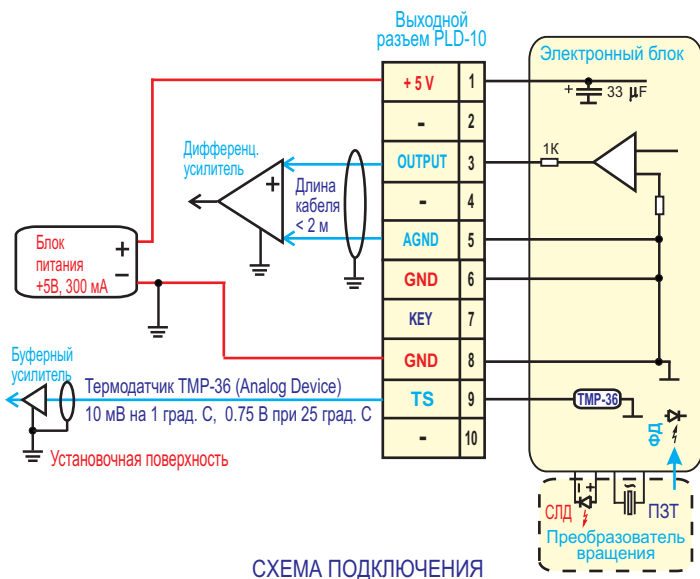 Выходной
разъем PLD-10
Электронный блок
+ 5 V 1
+ 33 µF
- 2
Дифференц.
усилитель
OUTPUT 3
1K
+
Длина
кабеля
< 2 м
- 4
AGND 5
Блок
питания
+5В, 300 мА
+
–
GND 6
KEY 7
GND 8
Буферный
усилитель
Термодатчик TMP-36 (Analog Device)
10 мВ на 1 град. С, 0.75 В при 25 град. С
TS 9
TMP-36
ФД
- 10
Установочная поверхность
– +
СЛД
ПЗТ
Преобразователь
вращения
СХЕМА ПОДКЛЮЧЕНИЯ